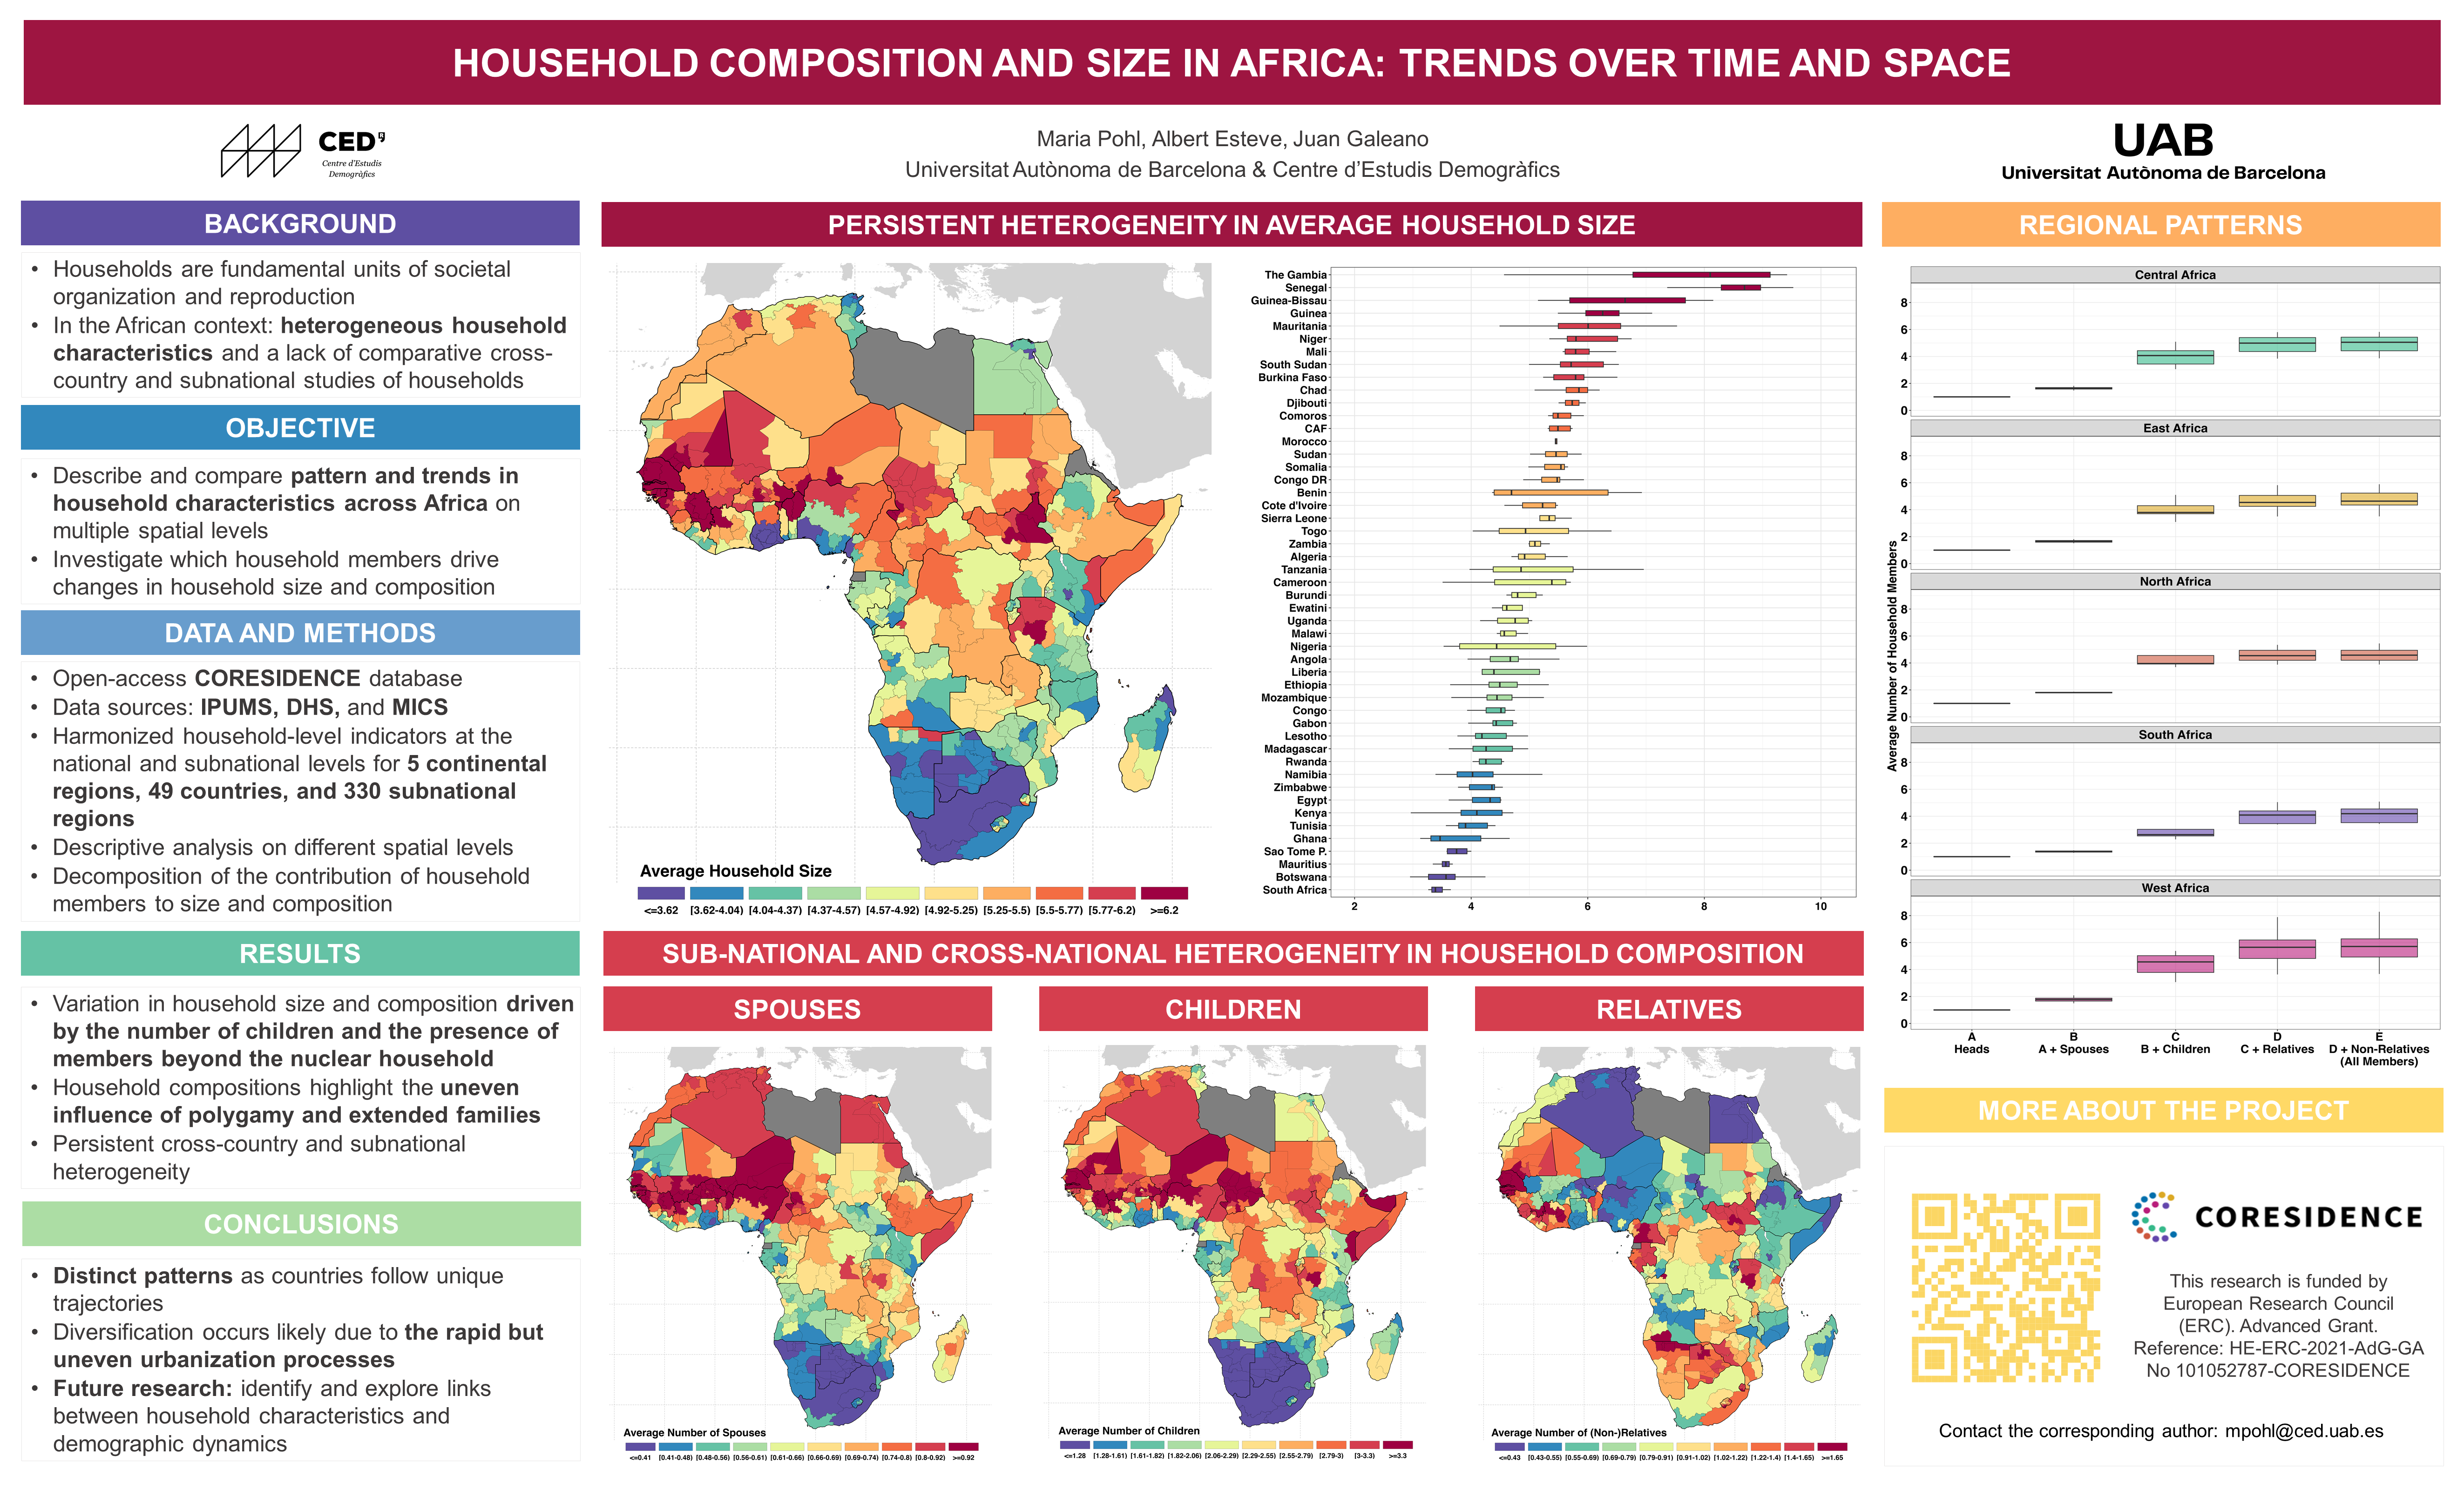 HOUSEHOLD COMPOSITION AND SIZE IN AFRICA: TRENDS OVER TIME AND SPACE
CED
Centre d'Estudis
Demogràfics
Maria Pohl, Albert Esteve, Juan Galeano
Universitat Autònoma de Barcelona & Centre d'Estudis Demogràfics
UAB
Universitat Autònoma de Barcelona
BACKGROUND
• Households are fundamental units of societal
organization and reproduction
• In the African context: heterogeneous household
characteristics and a lack of comparative cross-
country and subnational studies of households
OBJECTIVE
• Describe and compare pattern and trends in
household characteristics across Africa on
multiple spatial levels
• Investigate which household members drive
changes in household size and composition
DATA AND METHODS
• Open-access CORESIDENCE database
• Data sources: IPUMS, DHS, and MICS
• Harmonized household-level indicators at the
national and subnational levels for 5 continental
regions, 49 countries, and 330 subnational
regions
• Descriptive analysis on different spatial levels
• Decomposition of the contribution of household
members to size and composition
RESULTS
• Variation in household size and composition driven
by the number of children and the presence of
members beyond the nuclear household
• Household compositions highlight the uneven
influence of polygamy and extended families
• Persistent cross-country and subnational
heterogeneity
CONCLUSIONS
• Distinct patterns as countries follow unique
trajectories
• Diversification occurs likely due to the rapid but
uneven urbanization processes
• Future research: identify and explore links
between household characteristics and
demographic dynamics
PERSISTENT HETEROGENEITY IN AVERAGE HOUSEHOLD SIZE
Average Household Size
<=3.62 [3.62-4.04) [4.04-4.37) [4.37-4.57) [4.57-4.92) [4.92-5.25) [5.25-5.5) [5.5-5.77) [5.77-6.2) >=6.2
The Gambia
Senegal
Guinea-Bissau
Guinea
Mauritania
Niger
Mali
South Sudan
Burkina Faso
Chad
Djibouti
Comoros
CAF
Morocco
Sudan
Somalia
Congo DR
Benin
Cote d'Ivoire
Sierra Leone
Togo
Zambia
Algeria
Tanzania
Cameroon
Burundi
Ewatini
Uganda
Malawi
Nigeria
Angola
Liberia
Ethiopia
Mozambique
Congo
Gabon
Lesotho
Madagascar
Rwanda
Namibia
Zimbabwe
Egypt
Kenya
Tunisia
Ghana
Sao Tome P.
Mauritius
Botswana
South Africa
2 4 6 8 10
SUB-NATIONAL AND CROSS-NATIONAL HETEROGENEITY IN HOUSEHOLD COMPOSITION
SPOUSES
Average Number of Spouses
<=0.41 [0.41-0.48) [0.48-0.56) [0.56-0.61) [0.61-0.66) [0.66-0.69) [0.69-0.74) [0.74-0.8) [0.8-0.92) >=0.92
CHILDREN
Average Number of Children
<=1.28 [1.28-1.61) [1.61-1.82) [1.82-2.06) [2.06-2.29) [2.29-2.55) [2.55-2.79) [2.79-3) [3-3.3) >=3.3
RELATIVES
Average Number of (Non-)Relatives
<=0.43 [0.43-0.55) [0.55-0.69) [0.69-0.79) [0.79-0.91) [0.91-1.02) [1.02-1.22) [1.22-1.4) [1.4-1.65) >=1.65
REGIONAL PATTERNS
Average Number of Household Members
Central Africa
8
6
4
2
0
East Africa
8
6
4
2
0
North Africa
8
6
4
2
0
South Africa
8
6
4
2
0
West Africa
8
6
4
2
0
A B C D E
Heads A + Spouses B + Children C + Relatives D + Non-Relatives
(All Members)
MORE ABOUT THE PROJECT
CORESIDENCE
This research is funded by
European Research Council
(ERC). Advanced Grant.
Reference: HE-ERC-2021-AdG-GA
No 101052787-CORESIDENCE
Contact the corresponding author: mpohl@ced.uab.es